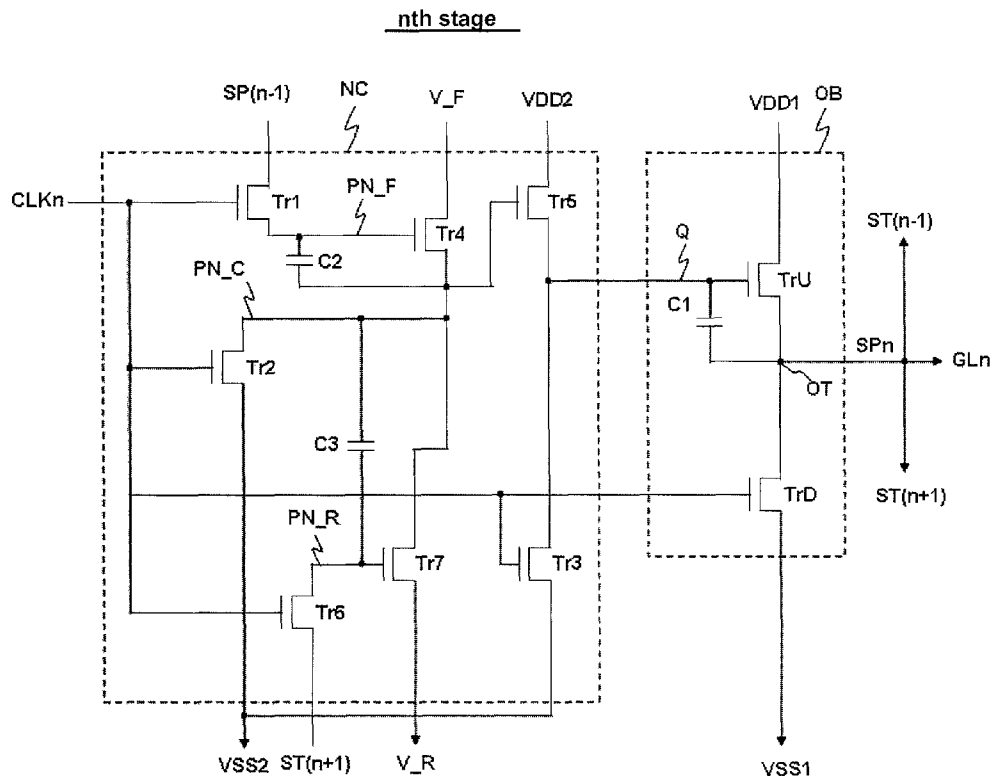 nth stage
SP(n-1)
NC
V_F
VDD2
VDD1
OB
CLKn
Tr1
PN_F
Tr4
Tr5
ST(n-1)
C2
Q
PN_C
C1
TrU
SPn
GLn
Tr2
OT
C3
ST(n+1)
TrD
PN_R
Tr7
Tr3
Tr6
VSS2
ST(n+1)
V_R
VSS1